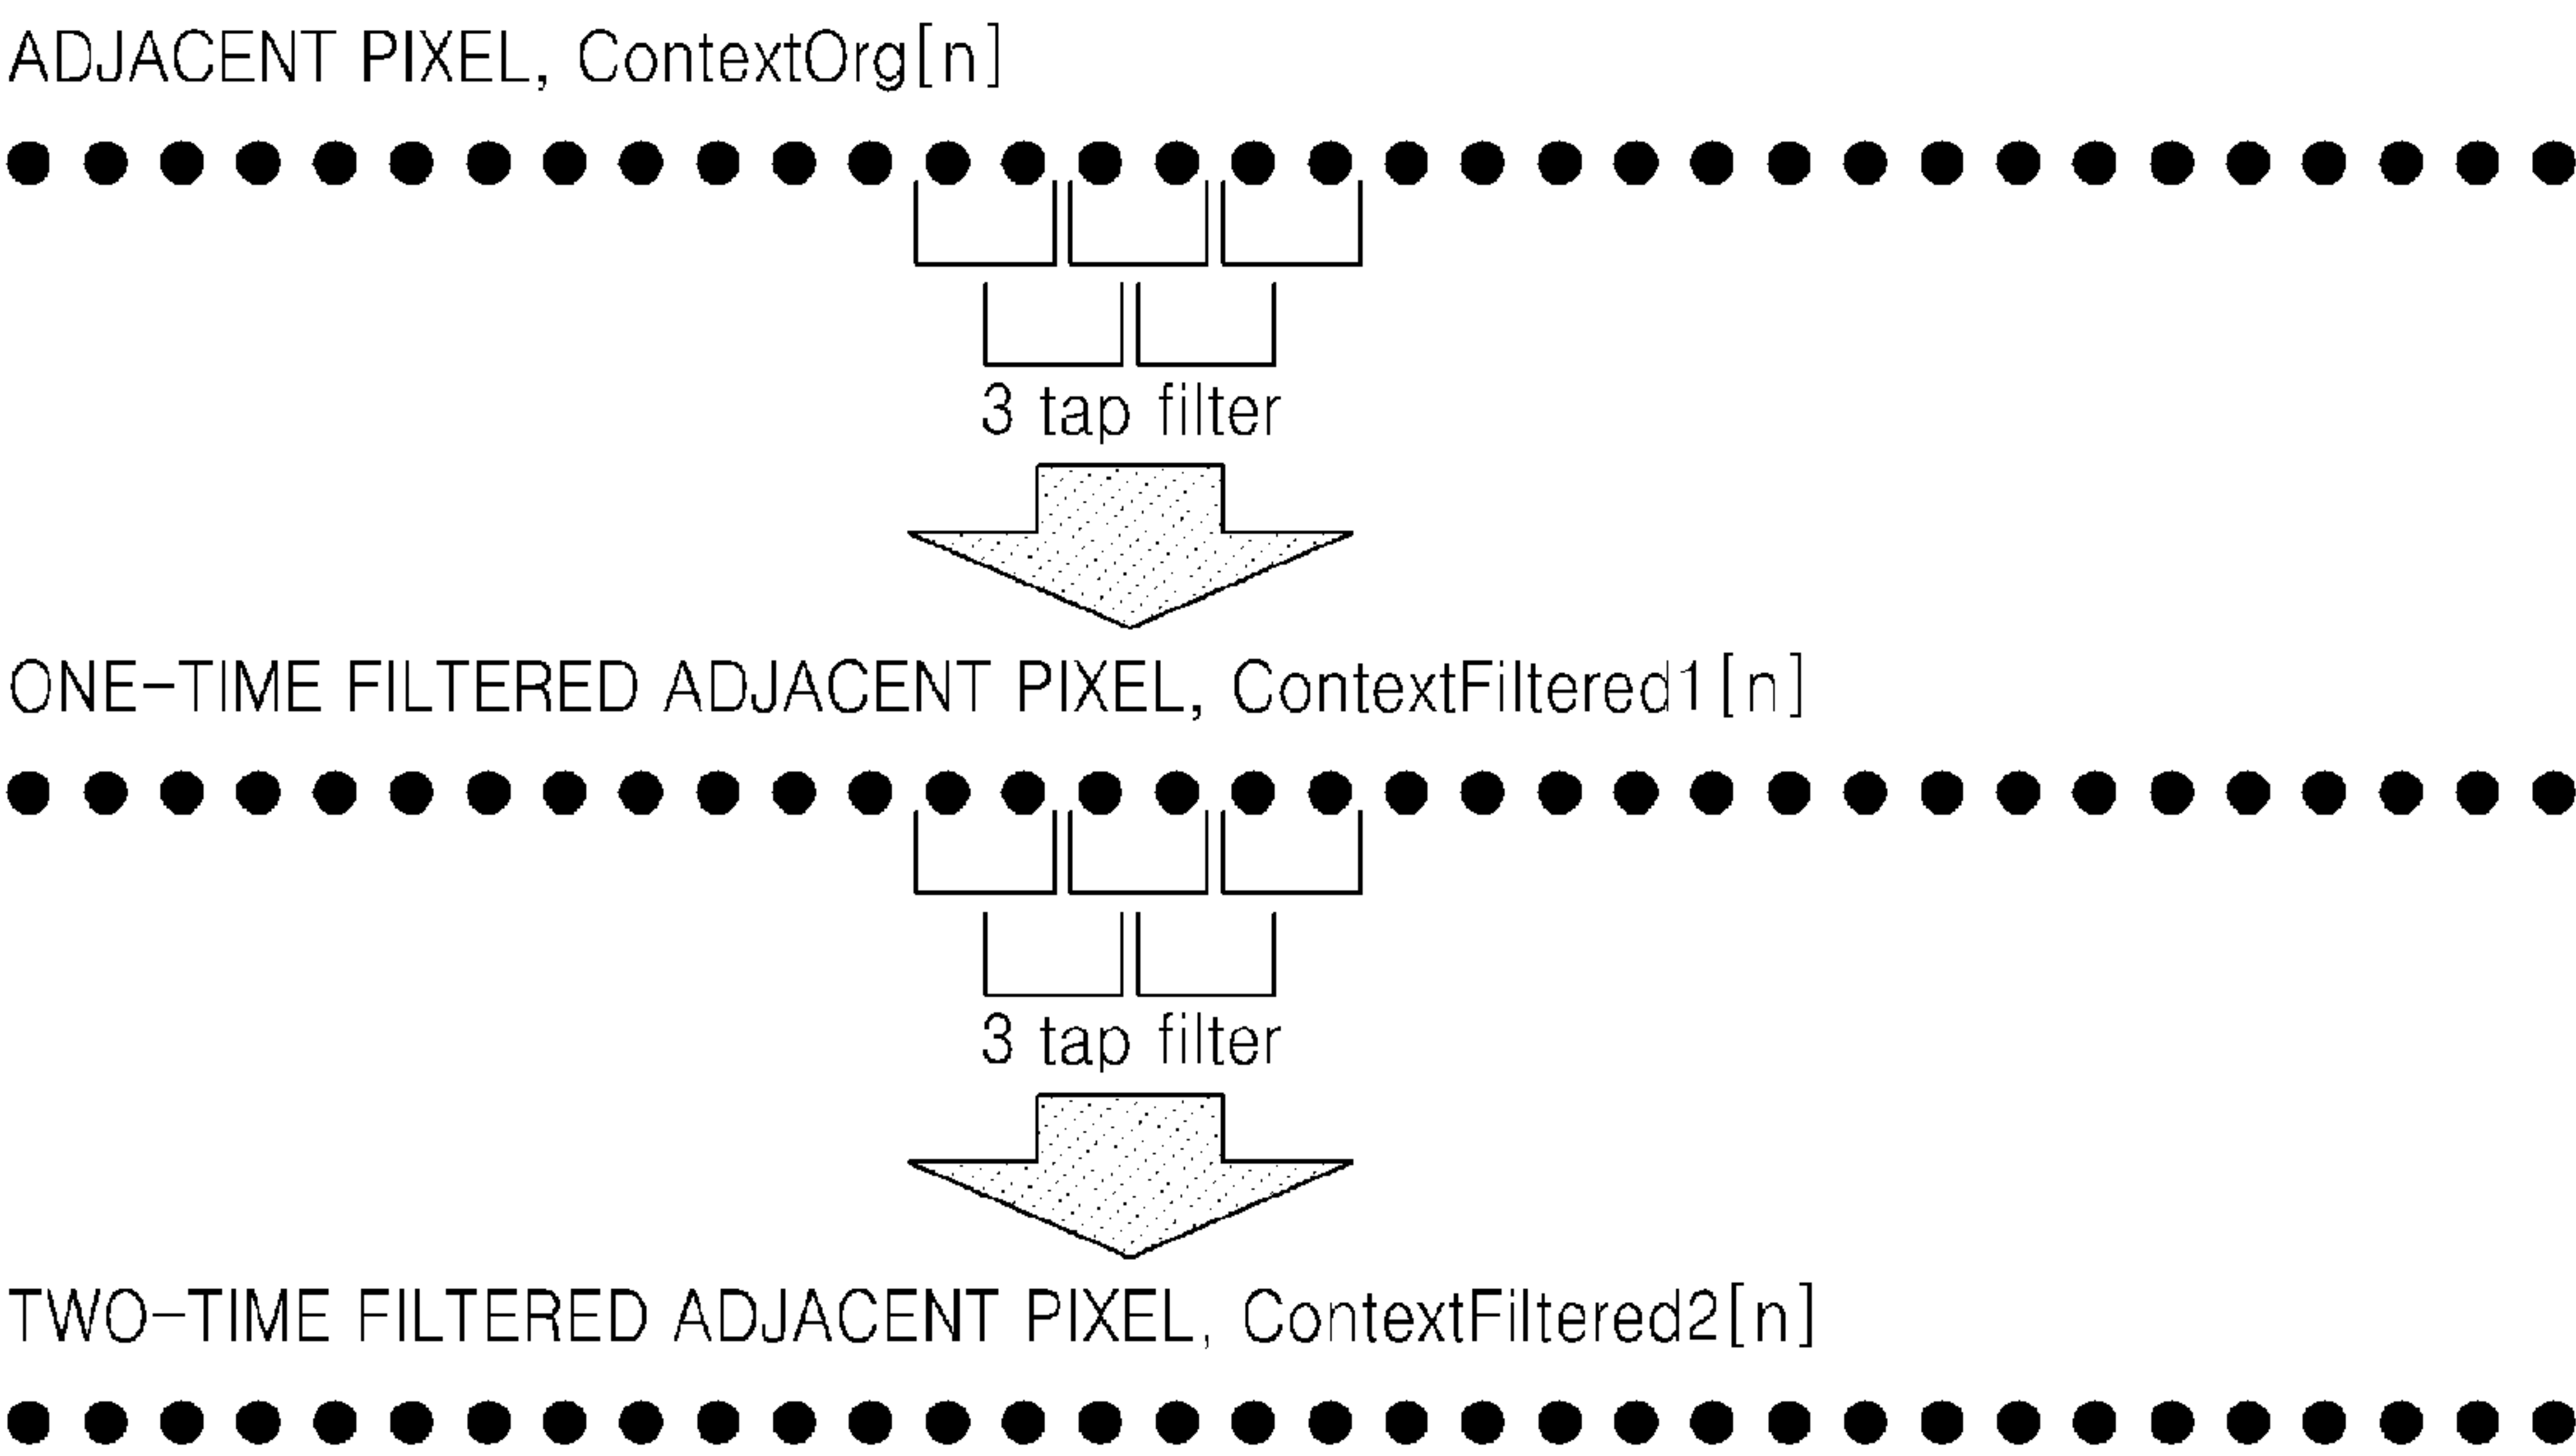 ADJACENT PIXEL, ContextOrg[n]
3 tap filter
ONE-TIME FILTERED ADJACENT PIXEL, ContextFiltered1[n]
3 tap filter
TWO-TIME FILTERED ADJACENT PIXEL, ContextFiltered2[n]